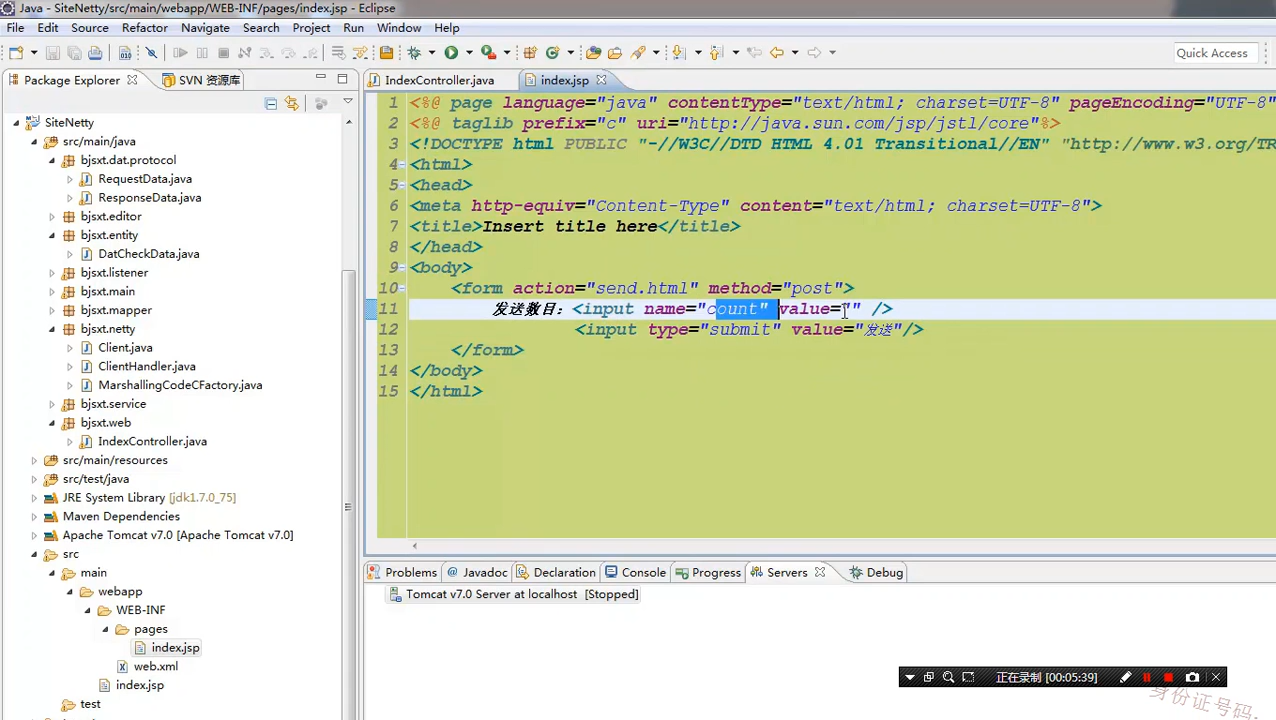 Java - SiteNetty/src/main/webapp/WEB-INF/pages/index.jsp - Eclipse
File Edit Source Refactor Navigate Search Project Run Window Help
Quick Access
Package Explorer SVN 资源库
IndexController.java index.jsp
SiteNetty
src/main/java
bjsxt.dat.protocol
RequestData.java
ResponseData.java
bjsxt.editor
bjsxt.entity
DatCheckData.java
bjsxt.listener
bjsxt.main
bjsxt.mapper
bjsxt.netty
Client.java
ClientHandler.java
MarshallingCodeCFactory.java
bjsxt.service
bjsxt.web
IndexController.java
src/main/resources
src/test/java
JRE System Library [jdk1.7.0_75]
Maven Dependencies
Apache Tomcat v7.0 [Apache Tomcat v7.0]
src
main
webapp
WEB-INF
pages
index.jsp
web.xml
index.jsp
test
1 <%@ page language="java" contentType="text/html; charset=UTF-8" pageEncoding="UTF-8"
2 <%@ taglib prefix="c" uri="http://java.sun.com/jsp/jstl/core"%>
3 <!DOCTYPE html PUBLIC "-//W3C//DTD HTML 4.01 Transitional//EN" "http://www.w3.org/TR
4 <html>
5 <head>
6 <meta http-equiv="Content-Type" content="text/html; charset=UTF-8">
7 <title>Insert title here</title>
8 </head>
9 <body>
10 <form action="send.html" method="post">
11 发送数目：<input name="count" value="" />
12 <input type="submit" value="发送"/>
13 </form>
14 </body>
15 </html>
Problems Javadoc Declaration Console Progress Servers Debug
Tomcat v7.0 Server at localhost [Stopped]
正在录制 [00:05:39]
身份证号码